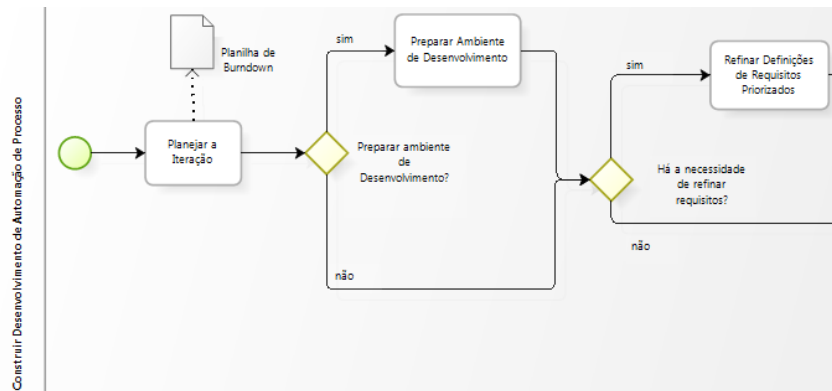 Construir Desenvolvimento de Automação de Processo
Planilha de
Burndown
Planejar a
Iteração
sim
Preparar Ambiente
de Desenvolvimento
Preparar ambiente
de
Desenvolvimento?
não
sim
Refinar Definições
de Requisitos
Priorizados
Há a necessidade
de refinar
requisitos?
não